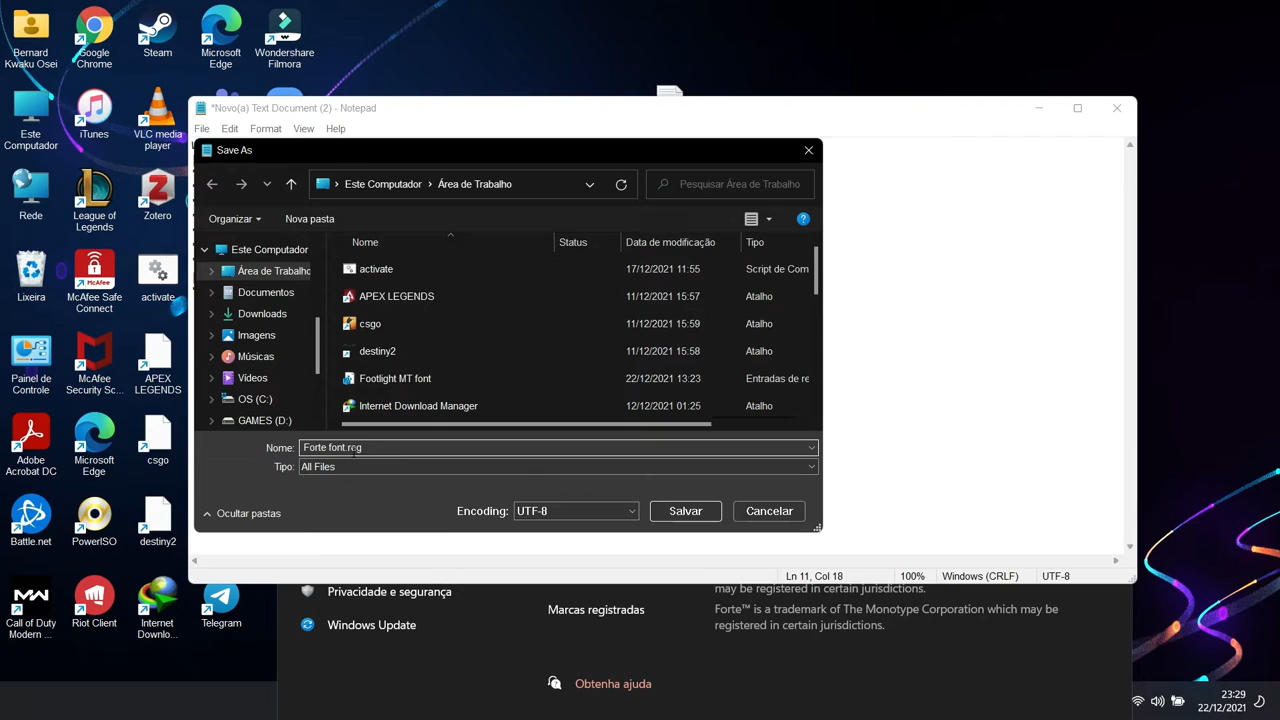 Bernard
Kwaku Osei
Google
Chrome
Steam
Microsoft
Edge
Wondershare
Filmora
Este
Computador
iTunes
VLC media
player
Rede
League of
Legends
Zotero
Lixeira
McAfee Safe
Connect
activate
Painel de
Controle
McAfee
Security Sc...
APEX
LEGENDS
Adobe
Acrobat DC
Microsoft
Edge
csgo
Battle.net
PowerISO
destiny2
Call of Duty
Modern ...
Riot Client
Internet
Downlo...
Telegram
*Novo(a) Text Document (2) - Notepad
File Edit Format View Help
Save As
Este Computador
Área de Trabalho
Pesquisar Área de Trabalho
Organizar
Nova pasta
Este Computador
Área de Trabalho
Documentos
Downloads
Imagens
Músicas
Vídeos
OS (C:)
GAMES (D:)
Nome Status Data de modificação Tipo
activate 17/12/2021 11:55 Script de Com
APEX LEGENDS 11/12/2021 15:57 Atalho
csgo 11/12/2021 15:59 Atalho
destiny2 11/12/2021 15:58 Atalho
Footlight MT font 22/12/2021 13:23 Entradas de re
Internet Download Manager 12/12/2021 01:25 Atalho
Nome: Forte font.reg
Tipo: All Files
Ocultar pastas
Encoding: UTF-8
Salvar
Cancelar
Ln 11, Col 18 100% Windows (CRLF) UTF-8
Privacidade e segurança
Windows Update
Marcas registradas
may be registered in certain jurisdictions.
Forte™ is a trademark of The Monotype Corporation which may be
registered in certain jurisdictions.
Obtenha ajuda
23:29
22/12/2021